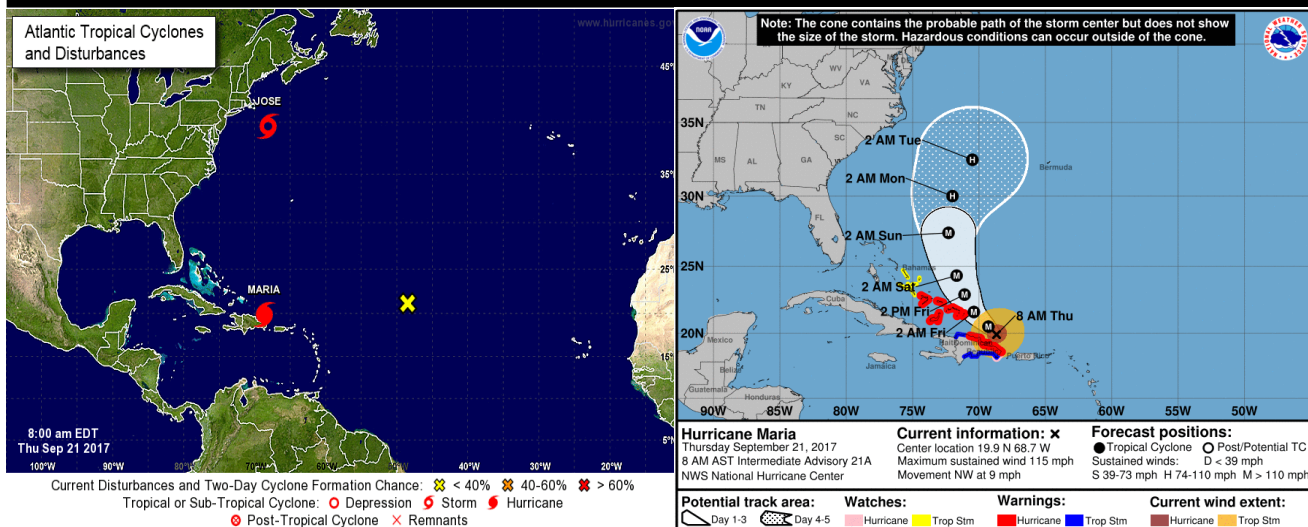 Atlantic Tropical Cyclones
and Disturbances
www.hurricanes.gov
45°
35°
25°
15°
5°N
JOSE
MARIA
8:00 am EDT
Thu Sep 21 2017
100°W
90°W
80°W
70°W
60°W
50°W
40°W
30°W
20°W
10°W
Current Disturbances and Two-Day Cyclone Formation Chance: < 40% 40-60% > 60%
Tropical or Sub-Tropical Cyclone: Depression Storm Hurricane
Post-Tropical Cyclone Remnants
Note: The cone contains the probable path of the storm center but does not show
the size of the storm. Hazardous conditions can occur outside of the cone.
NOAA
NATIONAL WEATHER SERVICE
WV
KY
VA
TN
NC
SC
MS
AL
GA
FL
35N
30N
25N
20N
2 AM Tue
2 AM Mon
2 AM Sun
2 AM Sat
2 PM Fri
2 AM Fri
8 AM Thu
H
H
M
M
M
M
M
Bermuda
Bahamas
Cuba
Mexico
Haiti
Dominican
Puerto Rico
Jamaica
Belize
Guatemala
Honduras
90W
85W
80W
75W
70W
65W
60W
55W
50W
Hurricane Maria
Thursday September 21, 2017
8 AM AST Intermediate Advisory 21A
NWS National Hurricane Center
Current information: x
Center location 19.9 N 68.7 W
Maximum sustained wind 115 mph
Movement NW at 9 mph
Forecast positions:
Tropical Cyclone Post/Potential TC
Sustained winds: D < 39 mph
S 39-73 mph H 74-110 mph M > 110 mph
Potential track area:
Day 1-3 Day 4-5
Watches:
Hurricane Trop Stm
Warnings:
Hurricane Trop Stm
Current wind extent:
Hurricane Trop Stm